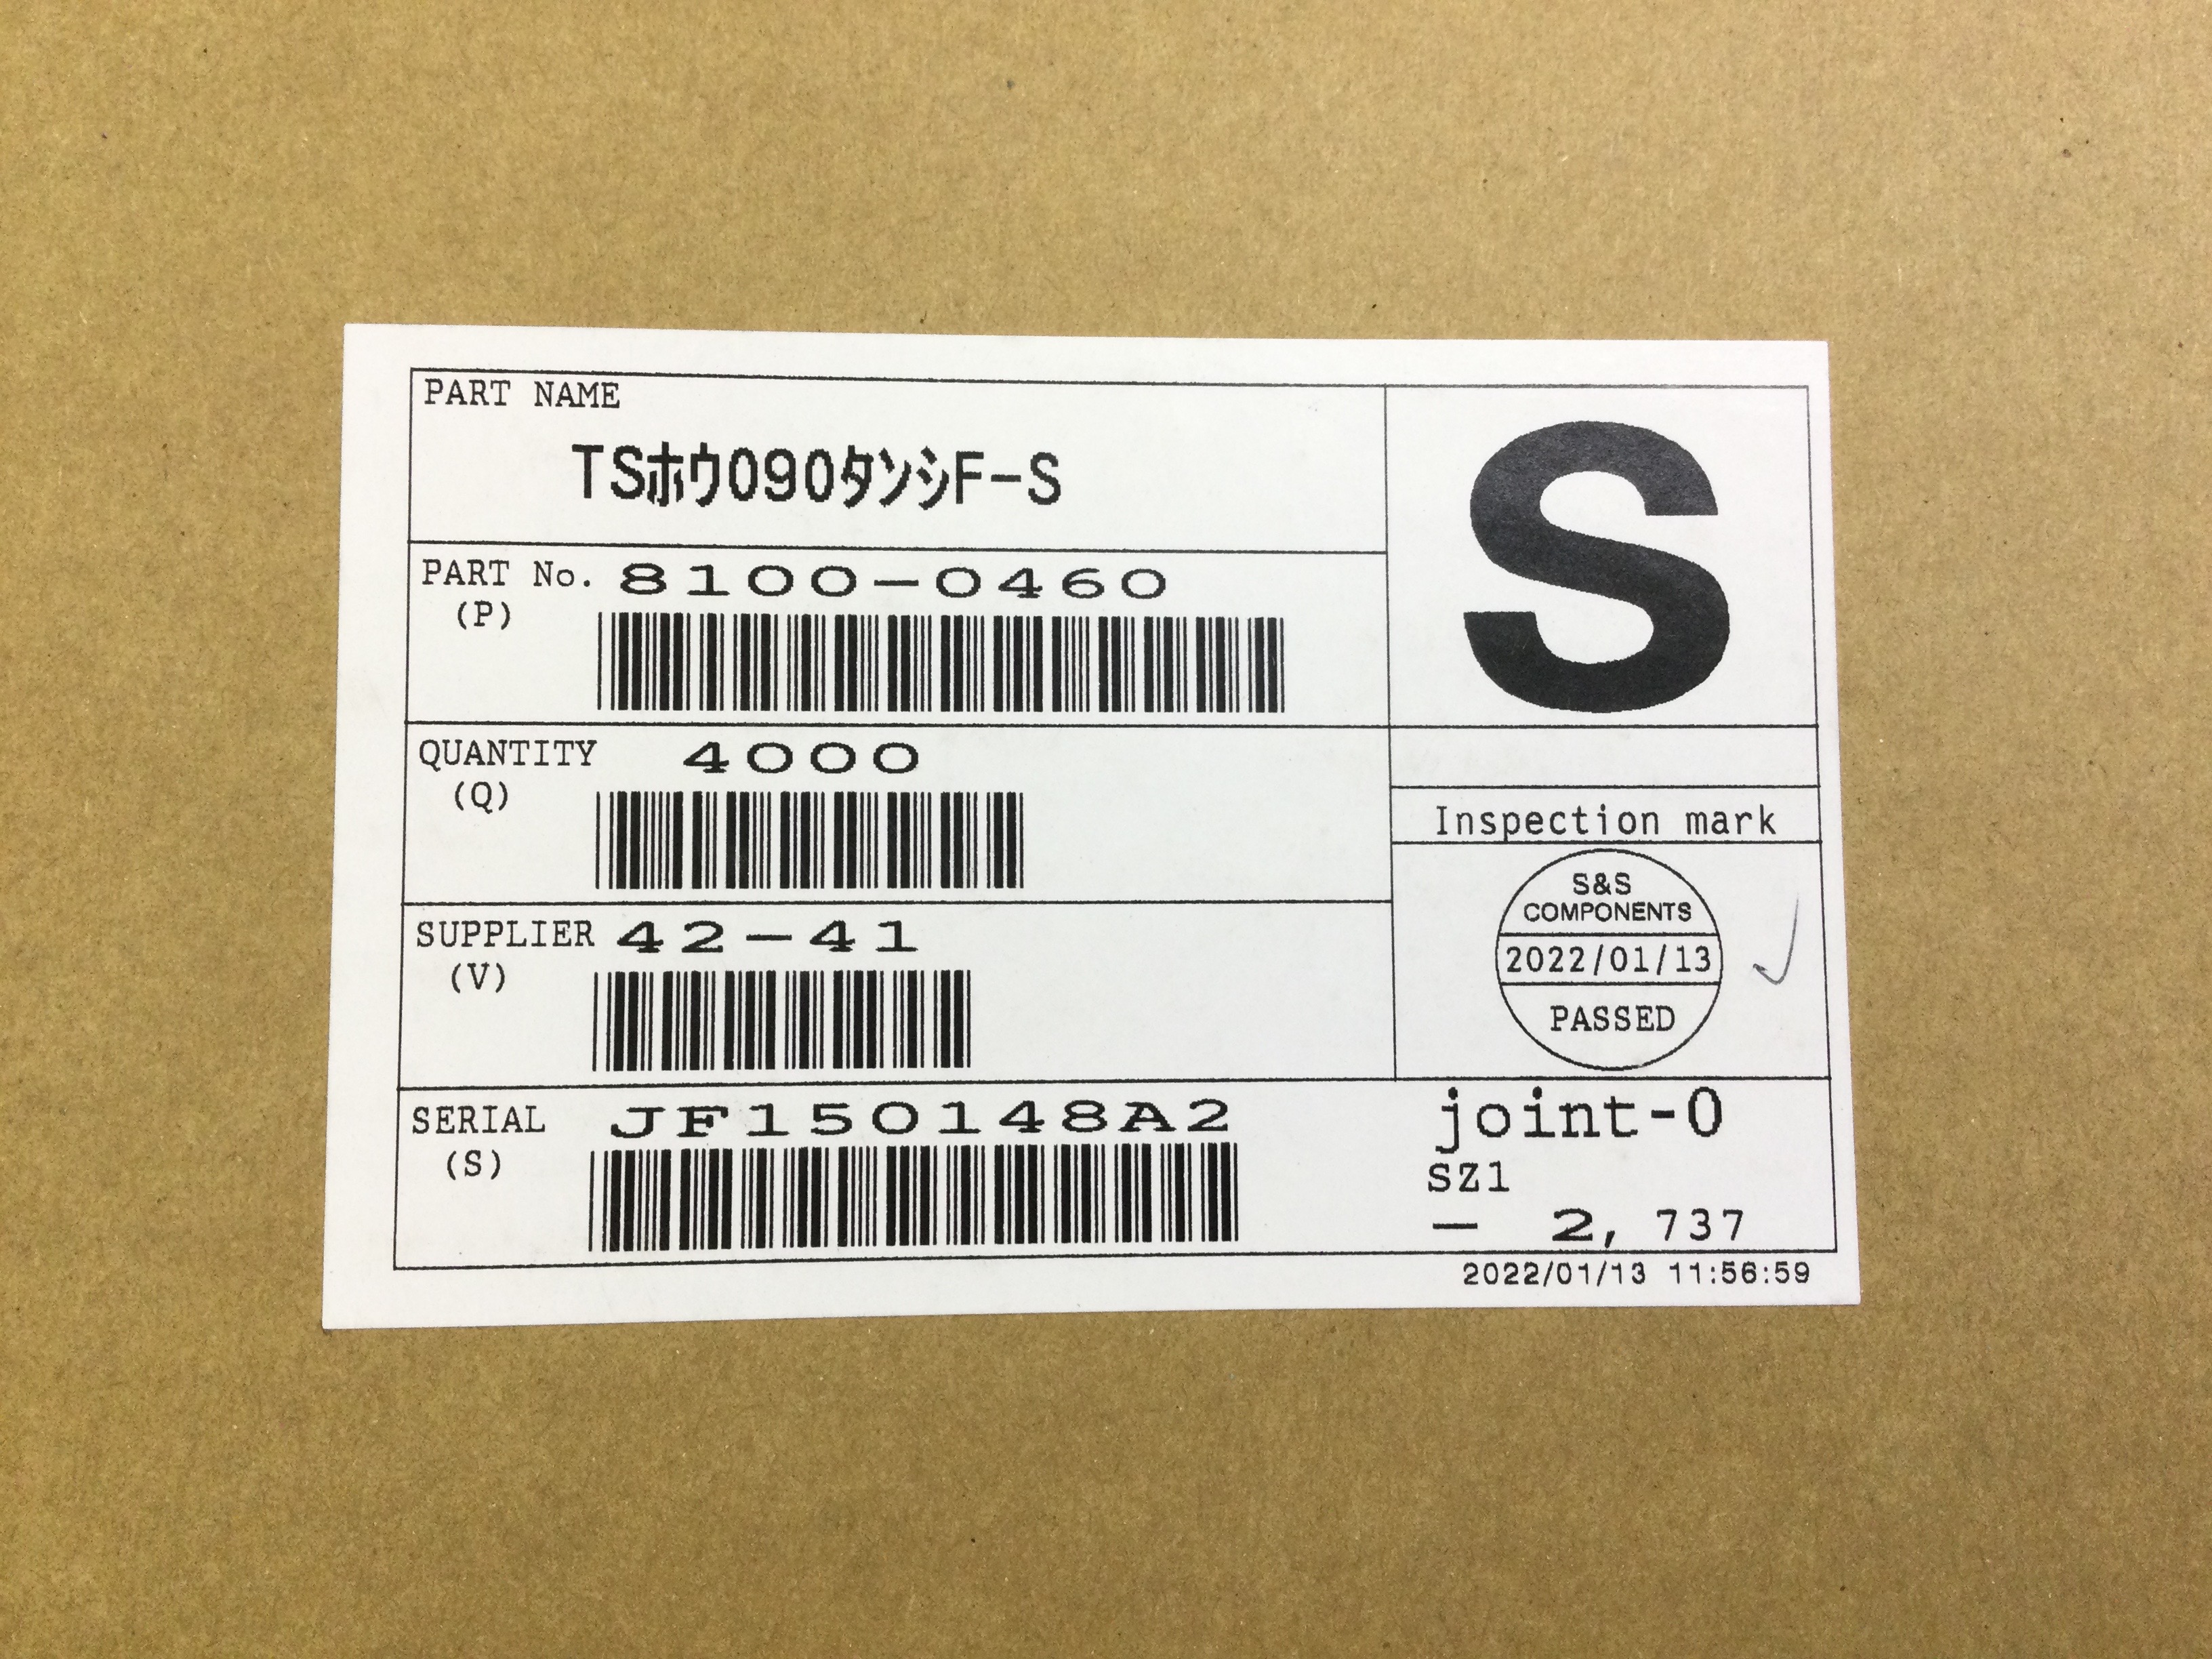 PART NAME
TSホウ090タンシF-S
S
PART No. 8100-0460
(P)
QUANTITY 4000
(Q)
Inspection mark
S&S
COMPONENTS
2022/01/13
PASSED
SUPPLIER 42-41
(V)
SERIAL JF150148A2
(S)
joint-0
SZ1
- 2, 737
2022/01/13 11:56:59